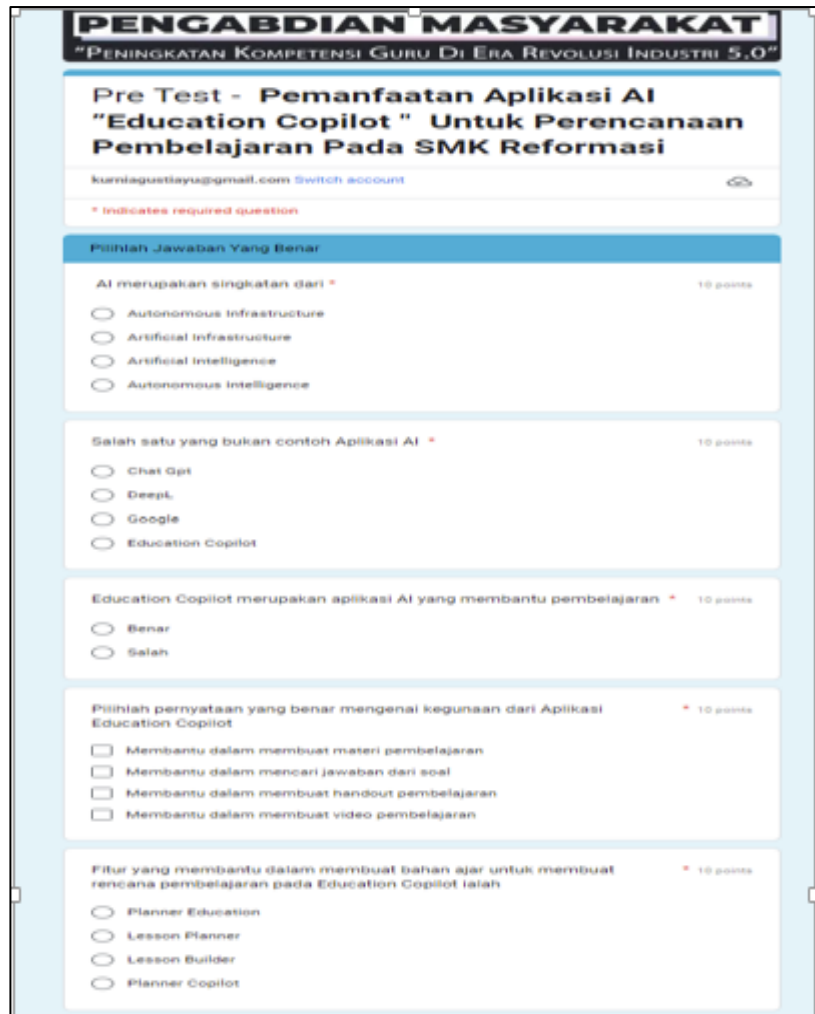 PENGABDIAN MASYARAKAT
"PENINGKATAN KOMPETENSI GURU DI ERA REVOLUSI INDUSTRI 5.0"
Pre Test - Pemanfaatan Aplikasi AI
"Education Copilot " Untuk Perencanaan
Pembelajaran Pada SMK Reformasi
kurniagustiayu@gmail.com Switch account
* Indicates required question
Pilihlah Jawaban Yang Benar
AI merupakan singkatan dari * 10 points
Autonomous Infrastructure
Artificial Infrastructure
Artificial Intelligence
Autonomous Intelligence
Salah satu yang bukan contoh Aplikasi AI * 10 points
Chat Gpt
DeepL
Google
Education Copilot
Education Copilot merupakan aplikasi AI yang membantu pembelajaran * 10 points
Benar
Salah
Pilihlah pernyataan yang benar mengenai kegunaan dari Aplikasi * 10 points
Education Copilot
Membantu dalam membuat materi pembelajaran
Membantu dalam mencari jawaban dari soal
Membantu dalam membuat handout pembelajaran
Membantu dalam membuat video pembelajaran
Fitur yang membantu dalam membuat bahan ajar untuk membuat * 10 points
rencana pembelajaran pada Education Copilot ialah
Planner Education
Lesson Planner
Lesson Builder
Planner Copilot